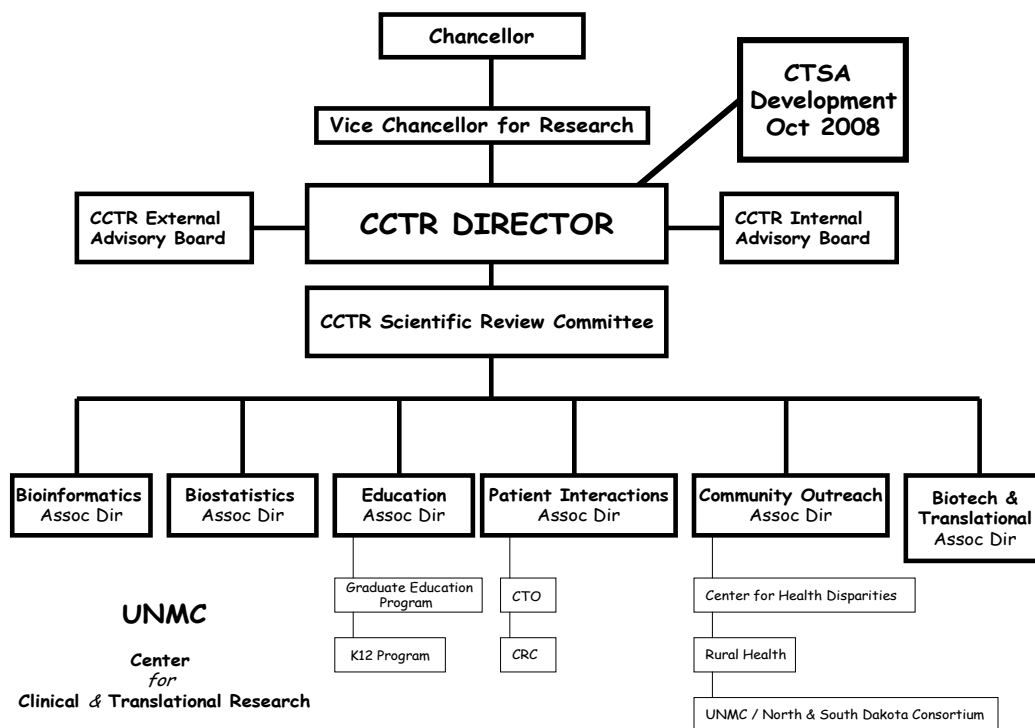 Chancellor
CTSA
Development
Oct 2008
Vice Chancellor for Research
CCTR External
Advisory Board
CCTR DIRECTOR
CCTR Internal
Advisory Board
CCTR Scientific Review Committee
Bioinformatics
Assoc Dir
Biostatistics
Assoc Dir
Education
Assoc Dir
Patient Interactions
Assoc Dir
Community Outreach
Assoc Dir
Biotech &
Translational
Assoc Dir
Graduate Education
Program
K12 Program
CTO
CRC
Center for Health Disparities
Rural Health
UNMC / North & South Dakota Consortium
UNMC
Center
for
Clinical & Translational Research